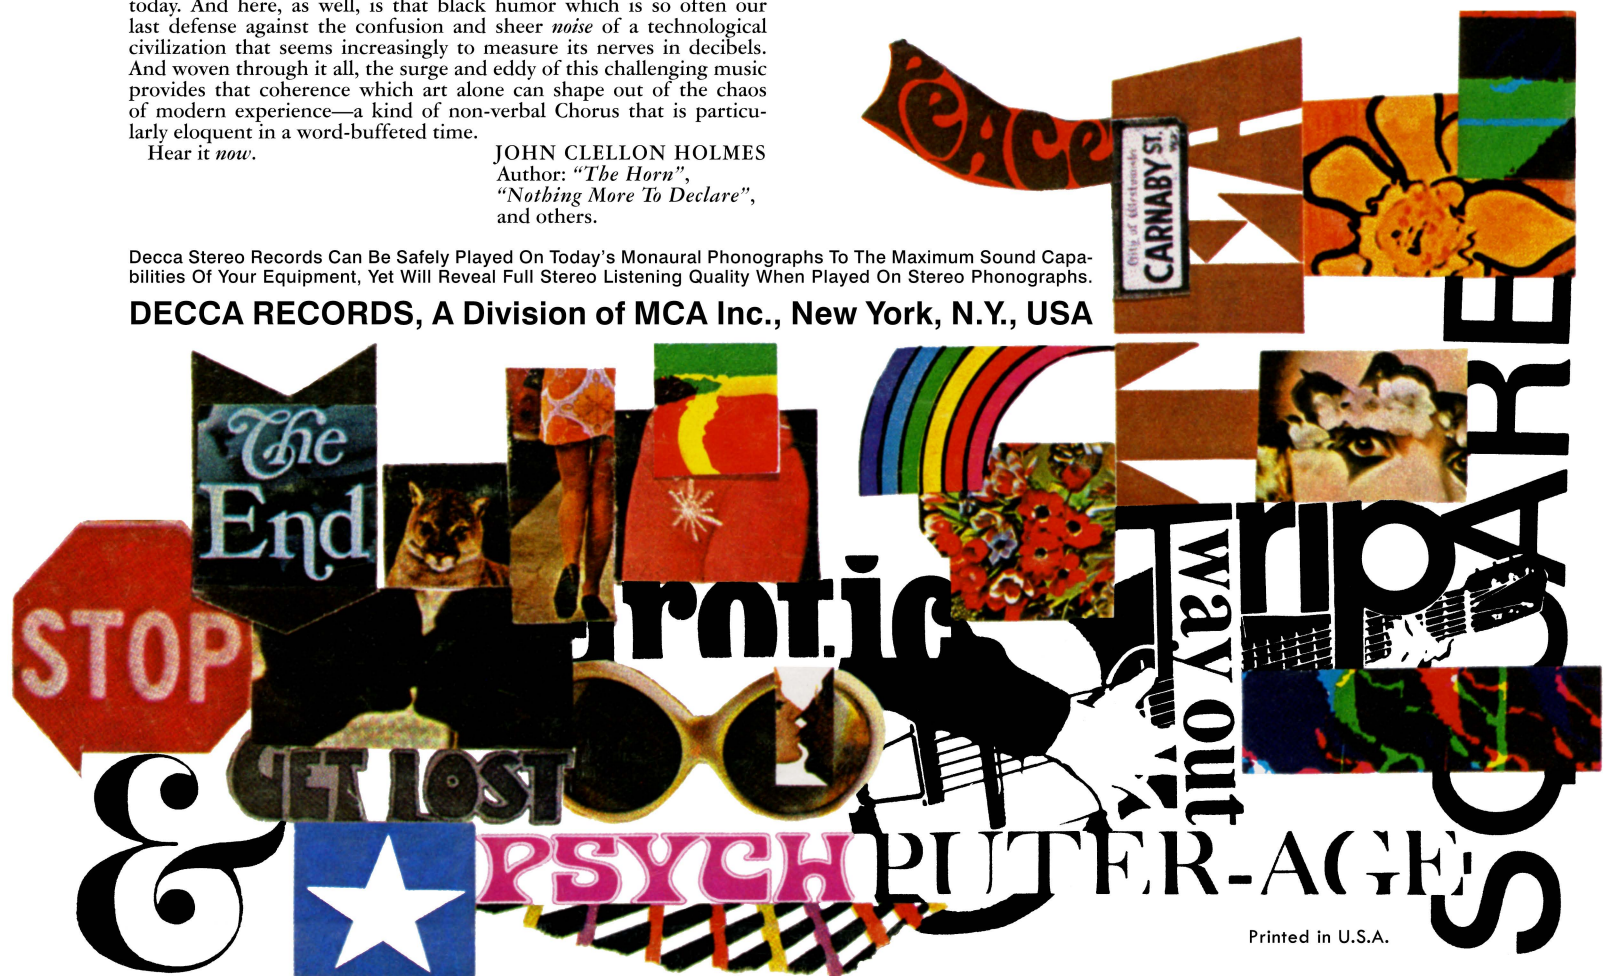 today. And here, as well, is that black humor which is so often our
last defense against the confusion and sheer noise of a technological
civilization that seems increasingly to measure its nerves in decibels.
And woven through it all, the surge and eddy of this challenging music
provides that coherence which art alone can shape out of the chaos
of modern experience—a kind of non-verbal Chorus that is particu-
larly eloquent in a word-buffeted time.
Hear it now.
JOHN CLELLON HOLMES
Author: “The Horn”,
“Nothing More To Declare”,
and others.
Decca Stereo Records Can Be Safely Played On Today’s Monaural Phonographs To The Maximum Sound Capa-
bilities Of Your Equipment, Yet Will Reveal Full Stereo Listening Quality When Played On Stereo Phonographs.
DECCA RECORDS, A Division of MCA Inc., New York, N.Y., USA
PEACE
City of Westminster
CARNABY ST.
The
End
STOP
rotic
Trip
way out
SQUARE
GET LOST
&
PSYCH
PUTER-AGE
Printed in U.S.A.